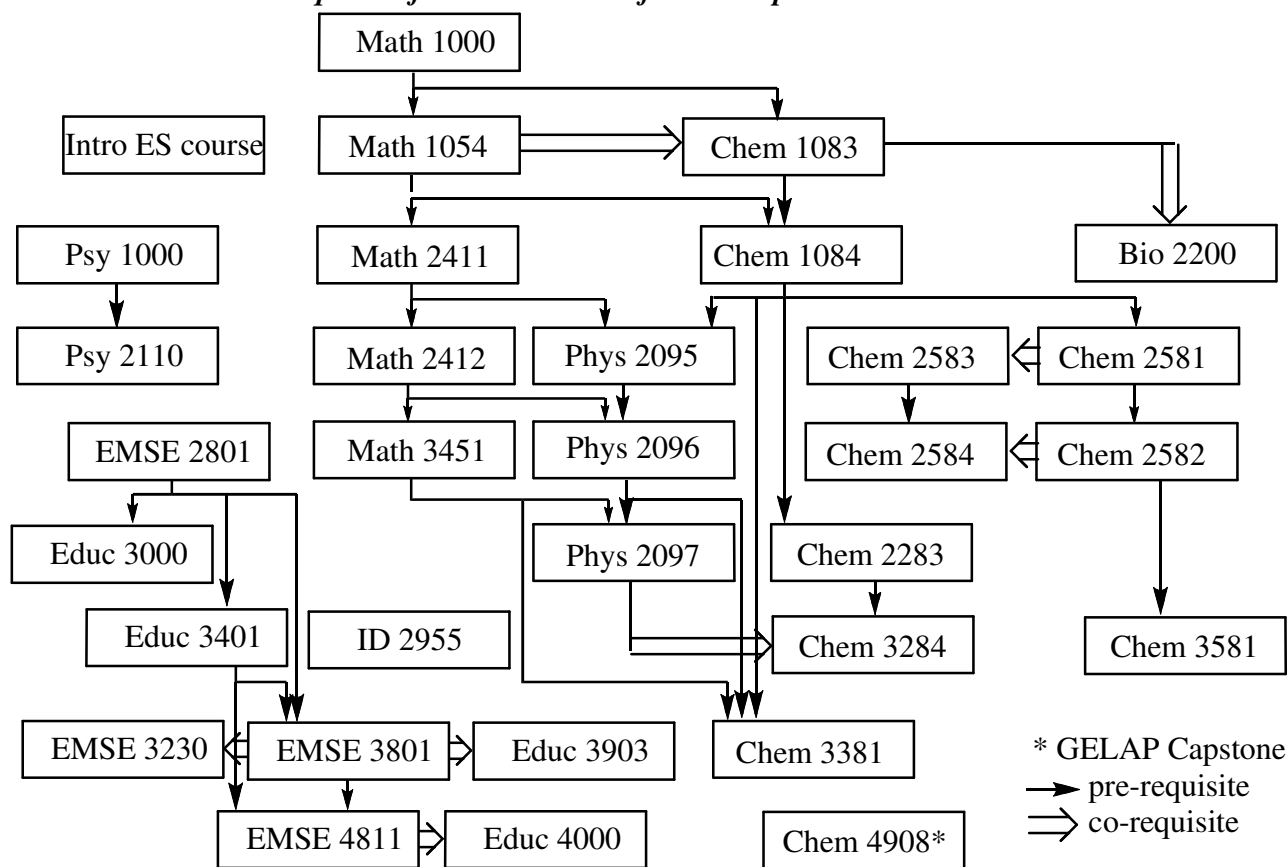 Math 1000
Intro ES course
Math 1054
Chem 1083
Psy 1000
Math 2411
Chem 1084
Bio 2200
Psy 2110
Math 2412
Phys 2095
Chem 2583
Chem 2581
EMSE 2801
Math 3451
Phys 2096
Chem 2584
Chem 2582
Educ 3000
Phys 2097
Chem 2283
Educ 3401
ID 2955
Chem 3284
Chem 3581
EMSE 3230
EMSE 3801
Educ 3903
Chem 3381
* GELAP Capstone
pre-requisite
co-requisite
EMSE 4811
Educ 4000
Chem 4908*